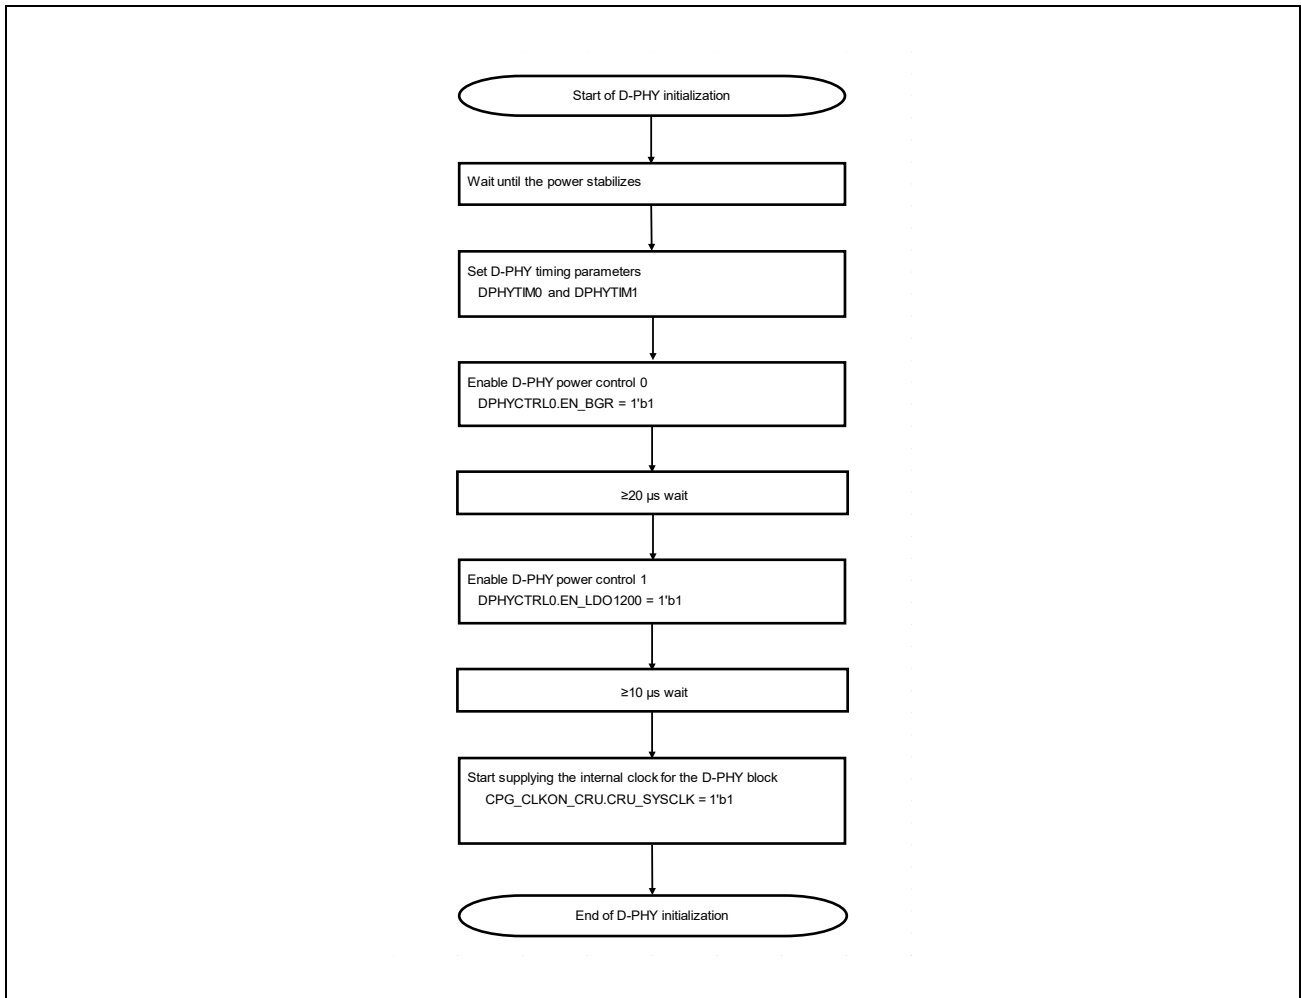 Start of D-PHY initialization
Wait until the power stabilizes
Set D-PHY timing parameters
DPHYTIM0 and DPHYTIM1
Enable D-PHY power control 0
DPHYCTRL0.EN_BGR = 1'b1
≥20 µs wait
Enable D-PHY power control 1
DPHYCTRL0.EN_LDO1200 = 1'b1
≥10 µs wait
Start supplying the internal clock for the D-PHY block
CPG_CLKON_CRU.CRU_SYSCLK = 1'b1
End of D-PHY initialization